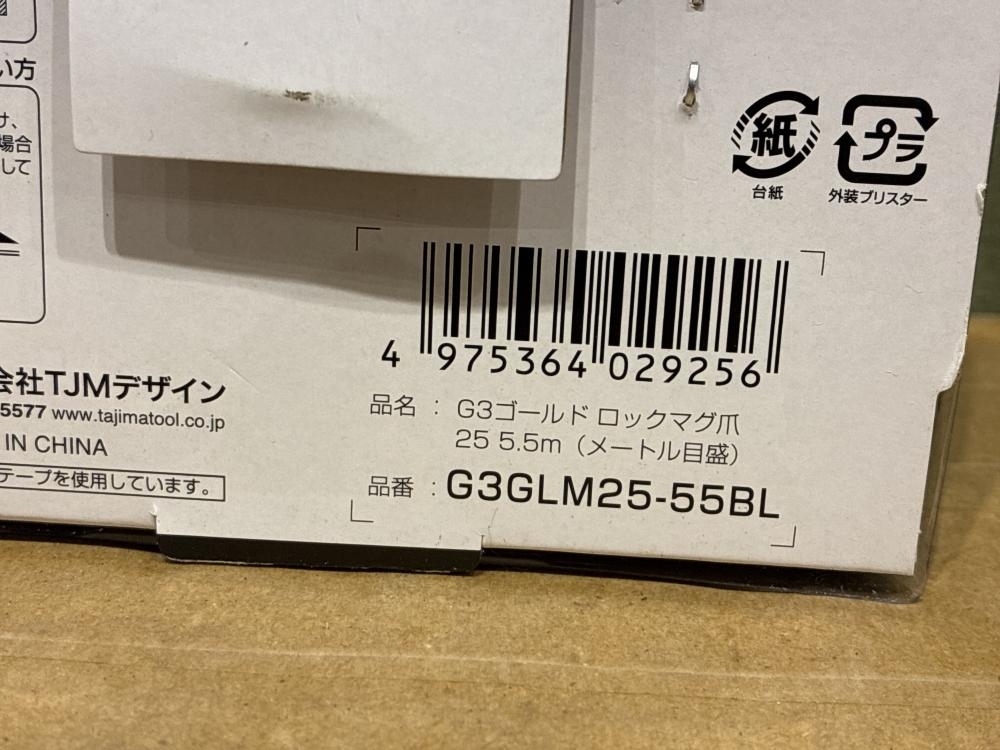 い方
け、
場合
して
紙
プラ
台紙
外装ブリスター
4 975364 029256
会社TJMデザイン
5577 www.tajimatool.co.jp
IN CHINA
テープを使用しています。
品名 : G3ゴールド ロックマグ爪
25 5.5m（メートル目盛）
品番 : G3GLM25-55BL